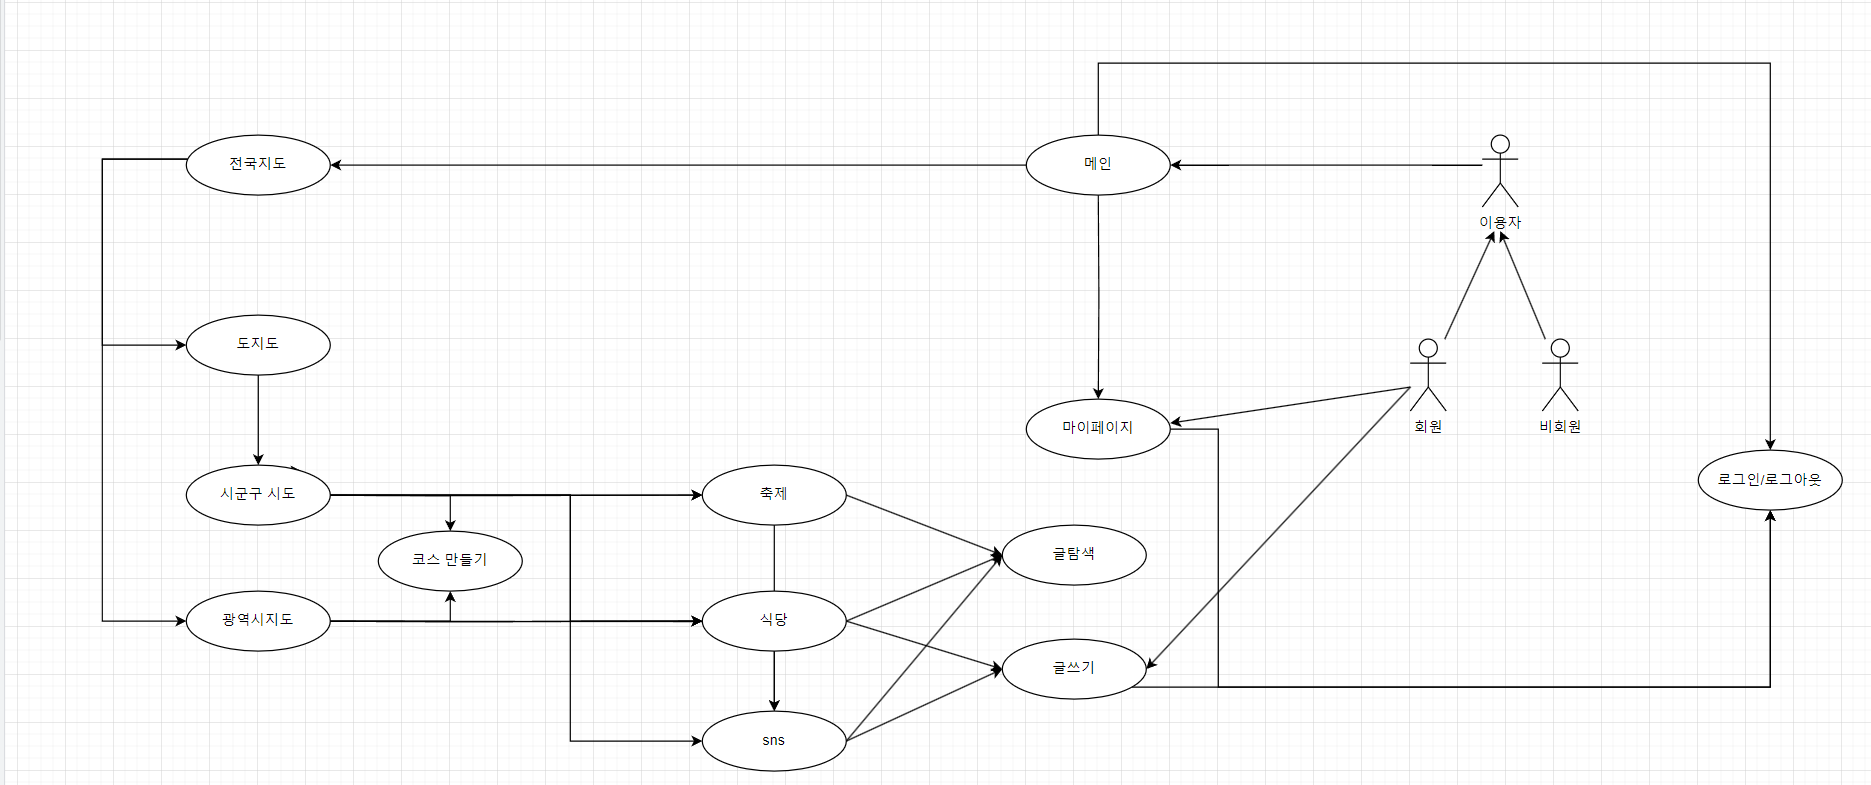 전국지도
메인
이용자
도지도
회원
비회원
마이페이지
로그인/로그아웃
시군구 시도
축제
코스 만들기
글탐색
광역시지도
식당
글쓰기
sns